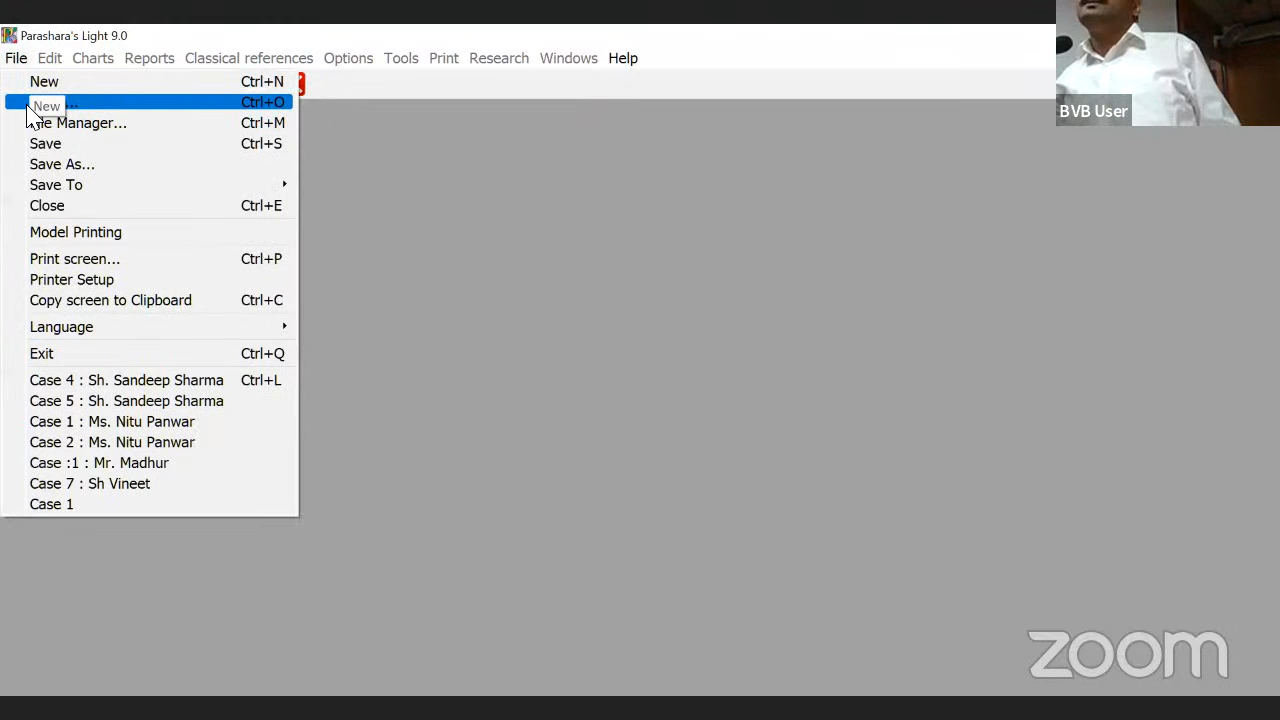 Parashara's Light 9.0
File Edit Charts Reports Classical references Options Tools Print Research Windows Help
New Ctrl+N
... Ctrl+O
New
Manager... Ctrl+M
Save Ctrl+S
Save As...
Save To
Close Ctrl+E
Model Printing
Print screen... Ctrl+P
Printer Setup
Copy screen to Clipboard Ctrl+C
Language
Exit Ctrl+Q
Case 4 : Sh. Sandeep Sharma Ctrl+L
Case 5 : Sh. Sandeep Sharma
Case 1 : Ms. Nitu Panwar
Case 2 : Ms. Nitu Panwar
Case :1 : Mr. Madhur
Case 7 : Sh Vineet
Case 1
BVB User
zoom